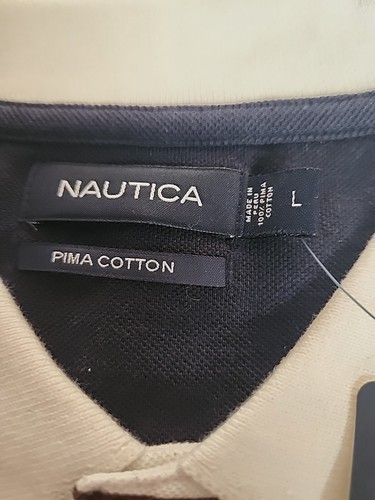 NAUTICA
MADE IN
PERU
100% PIMA
COTTON
L
PIMA COTTON